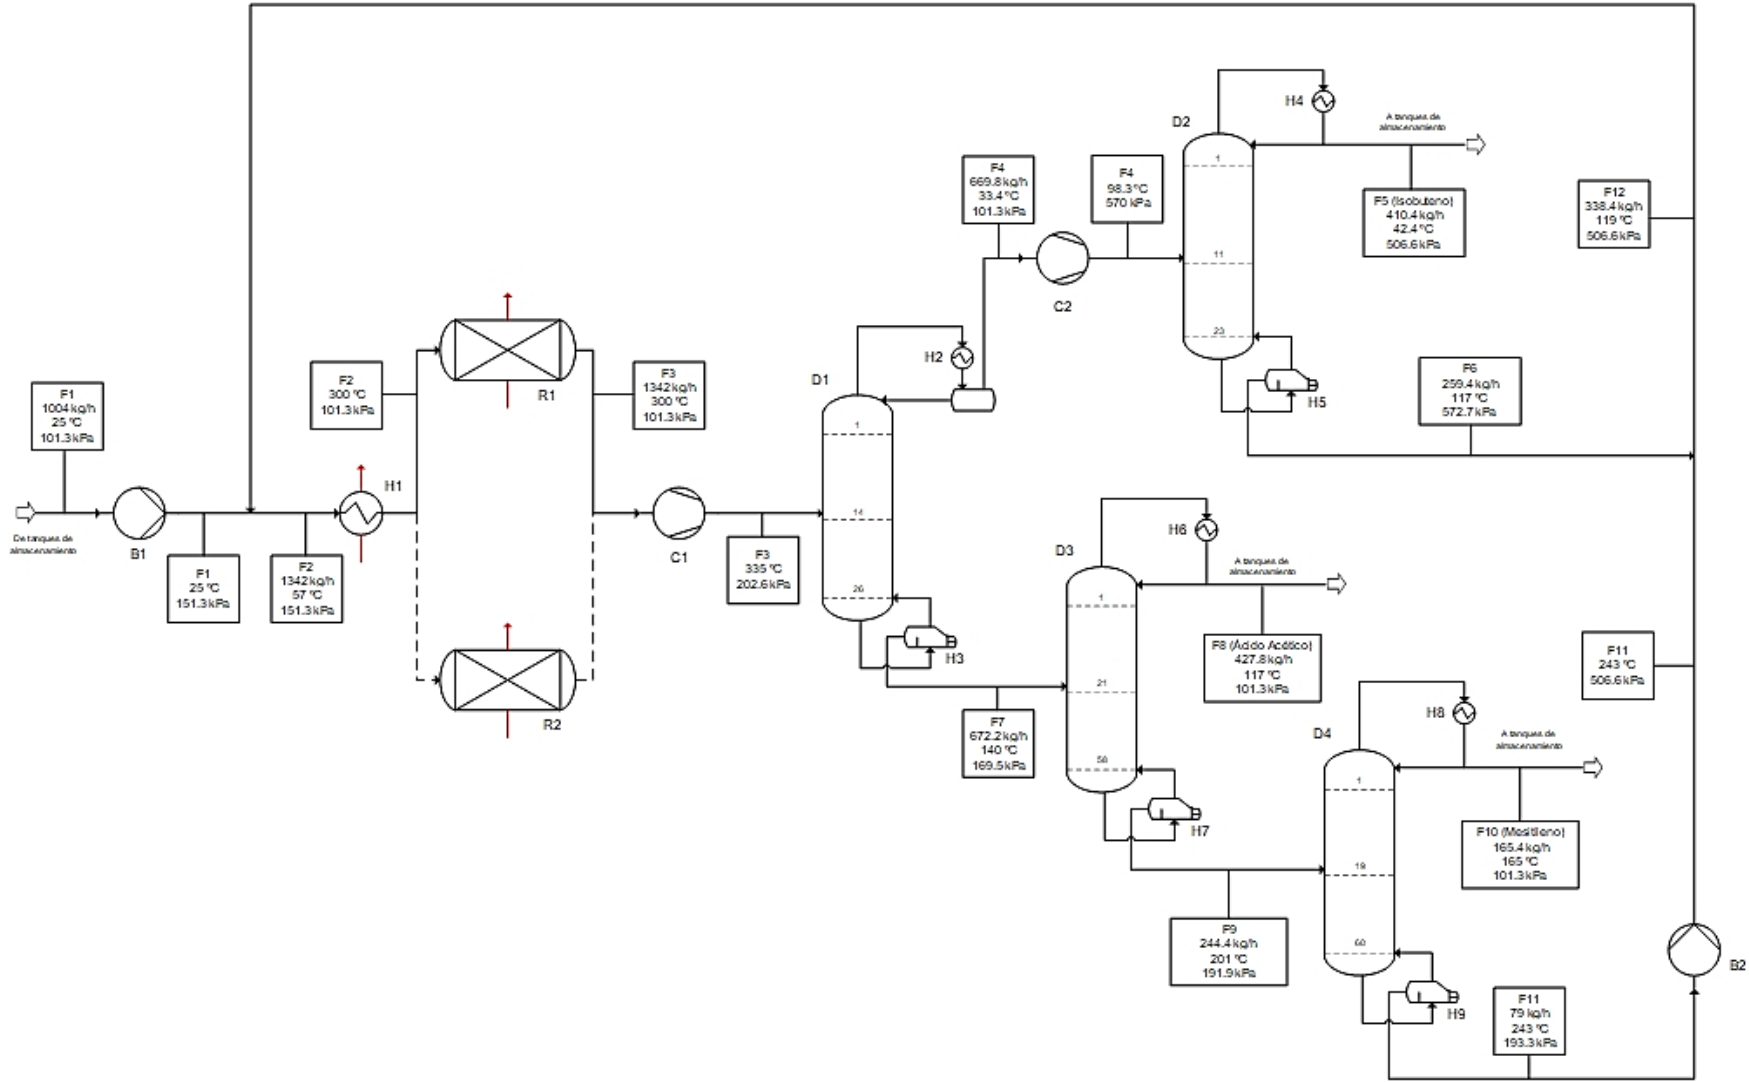 F1
1004 kg/h
25 ºC
101.3 kPa
De tanques de
almacenamiento
B1
F1
25 ºC
151.3 kPa
F2
1342 kg/h
57 ºC
151.3 kPa
H1
F2
300 ºC
101.3 kPa
R1
R2
F3
1342 kg/h
300 ºC
101.3 kPa
C1
F3
335 ºC
202.6 kPa
D1
1
14
26
H2
H3
F4
669.8 kg/h
33.4 ºC
101.3 kPa
C2
F4
98.3 ºC
570 kPa
D2
1
11
23
H4
A tanques de
almacenamiento
F5 (Isobuteno)
410.4 kg/h
42.4 ºC
506.6 kPa
H5
F6
259.4 kg/h
117 ºC
572.7 kPa
F12
338.4 kg/h
119 ºC
506.6 kPa
F7
672.2 kg/h
140 ºC
169.5 kPa
D3
1
21
58
H6
A tanques de
almacenamiento
F8 (Ácido Acético)
427.8 kg/h
117 ºC
101.3 kPa
H7
F9
244.4 kg/h
201 ºC
191.9 kPa
D4
1
19
60
H8
A tanques de
almacenamiento
F10 (Mesitileno)
165.4 kg/h
165 ºC
101.3 kPa
H9
F11
79 kg/h
243 ºC
193.3 kPa
B2
F11
243 ºC
506.6 kPa